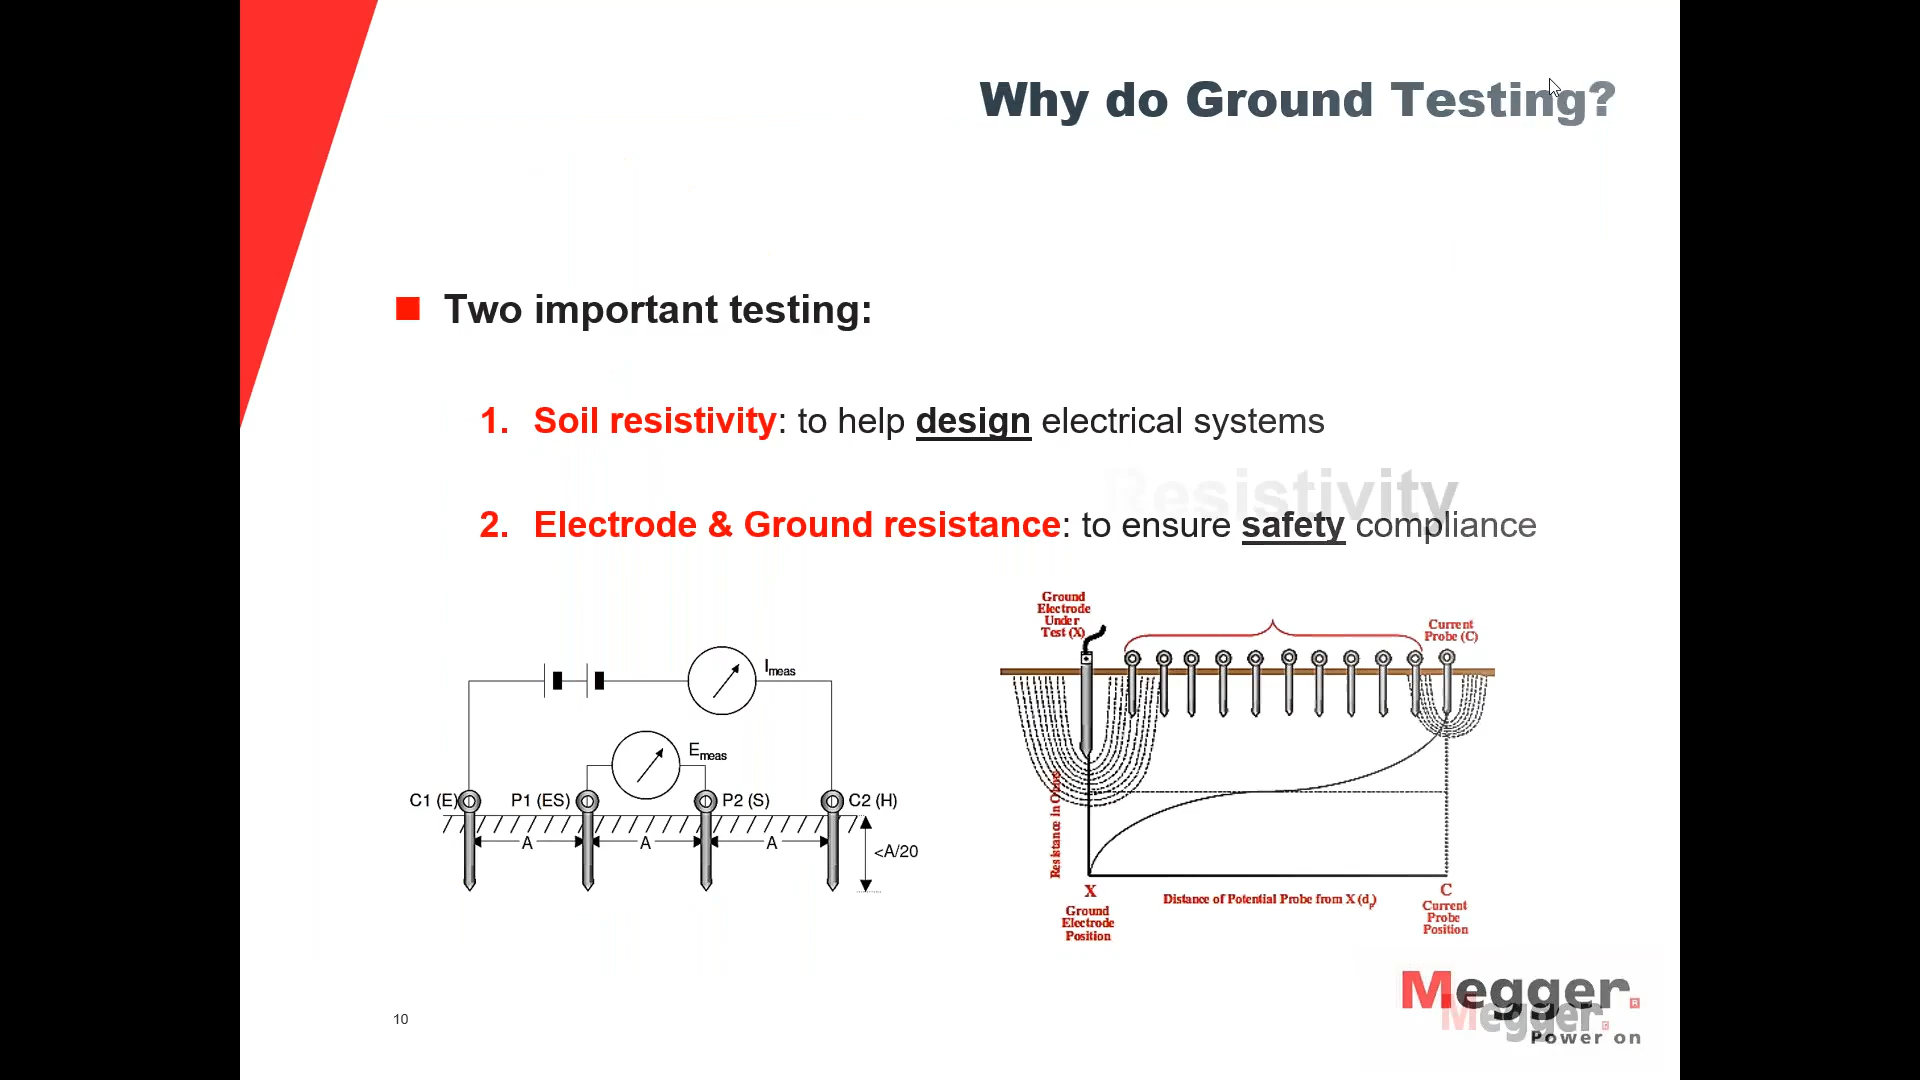 Why do Ground Testing?
Two important testing:
1. Soil resistivity: to help design electrical systems
Resistivity
2. Electrode & Ground resistance: to ensure safety compliance
Imeas
Emeas
C1 (E)
P1 (ES)
P2 (S)
C2 (H)
A
A
A
<A/20
Ground
Electrode
Under
Test (X)
Current
Probe (C)
Resistance in Ohms
X
Ground
Electrode
Position
Distance of Potential Probe from X (dp)
C
Current
Probe
Position
Megger.
Megger.
Power on
10